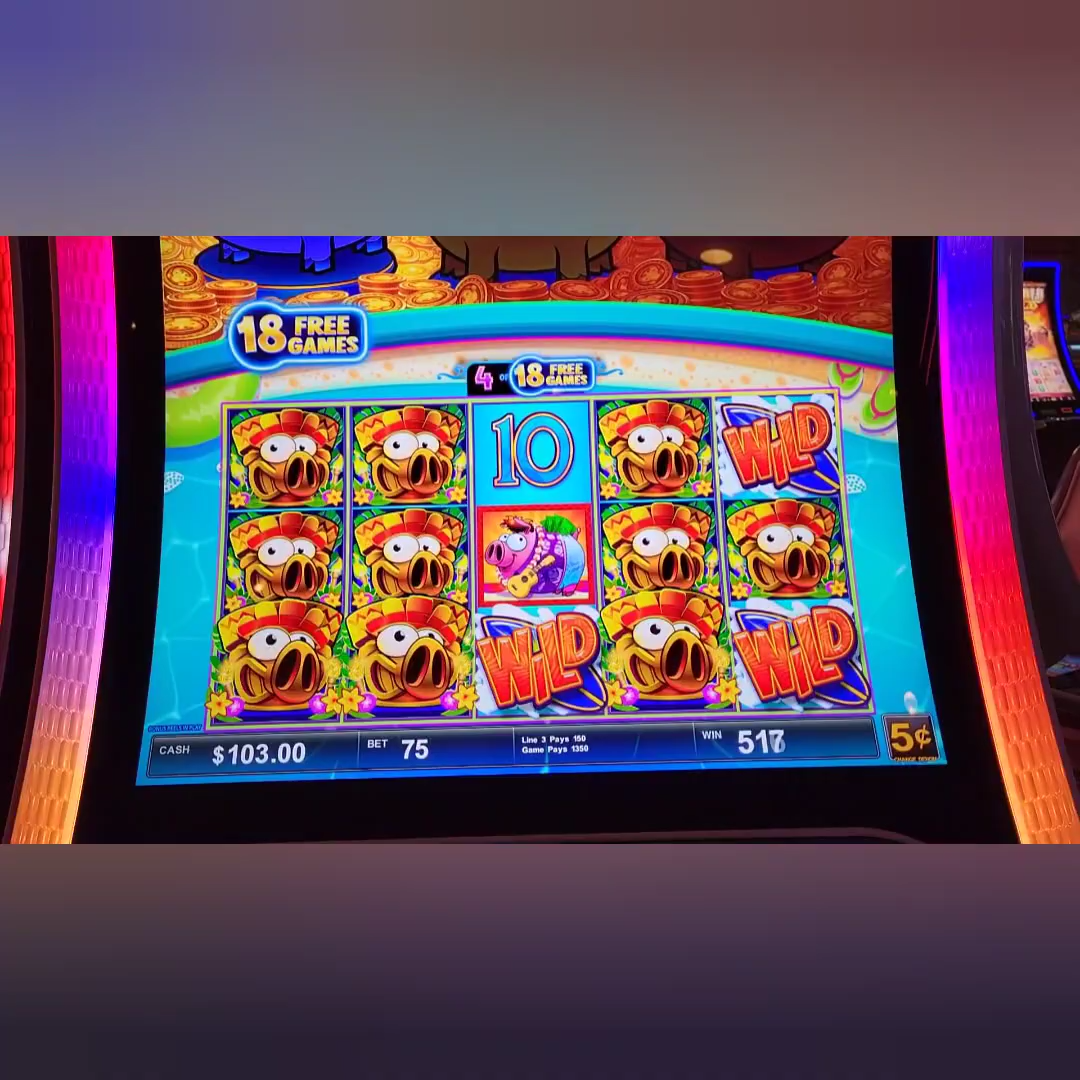 18 FREE
GAMES
4 OF 18 FREE
GAMES
10
WILD
WILD
WILD
CASH $103.00
BET 75
Line 3 Pays 150
Game Pays 1350
WIN 517
5¢